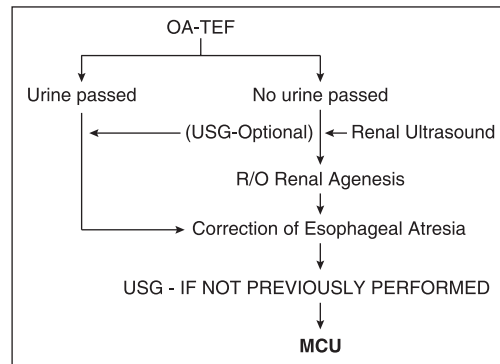 OA-TEF
Urine passed No urine passed
(USG-Optional) Renal Ultrasound
R/O Renal Agenesis
Correction of Esophageal Atresia
USG - IF NOT PREVIOUSLY PERFORMED
MCU